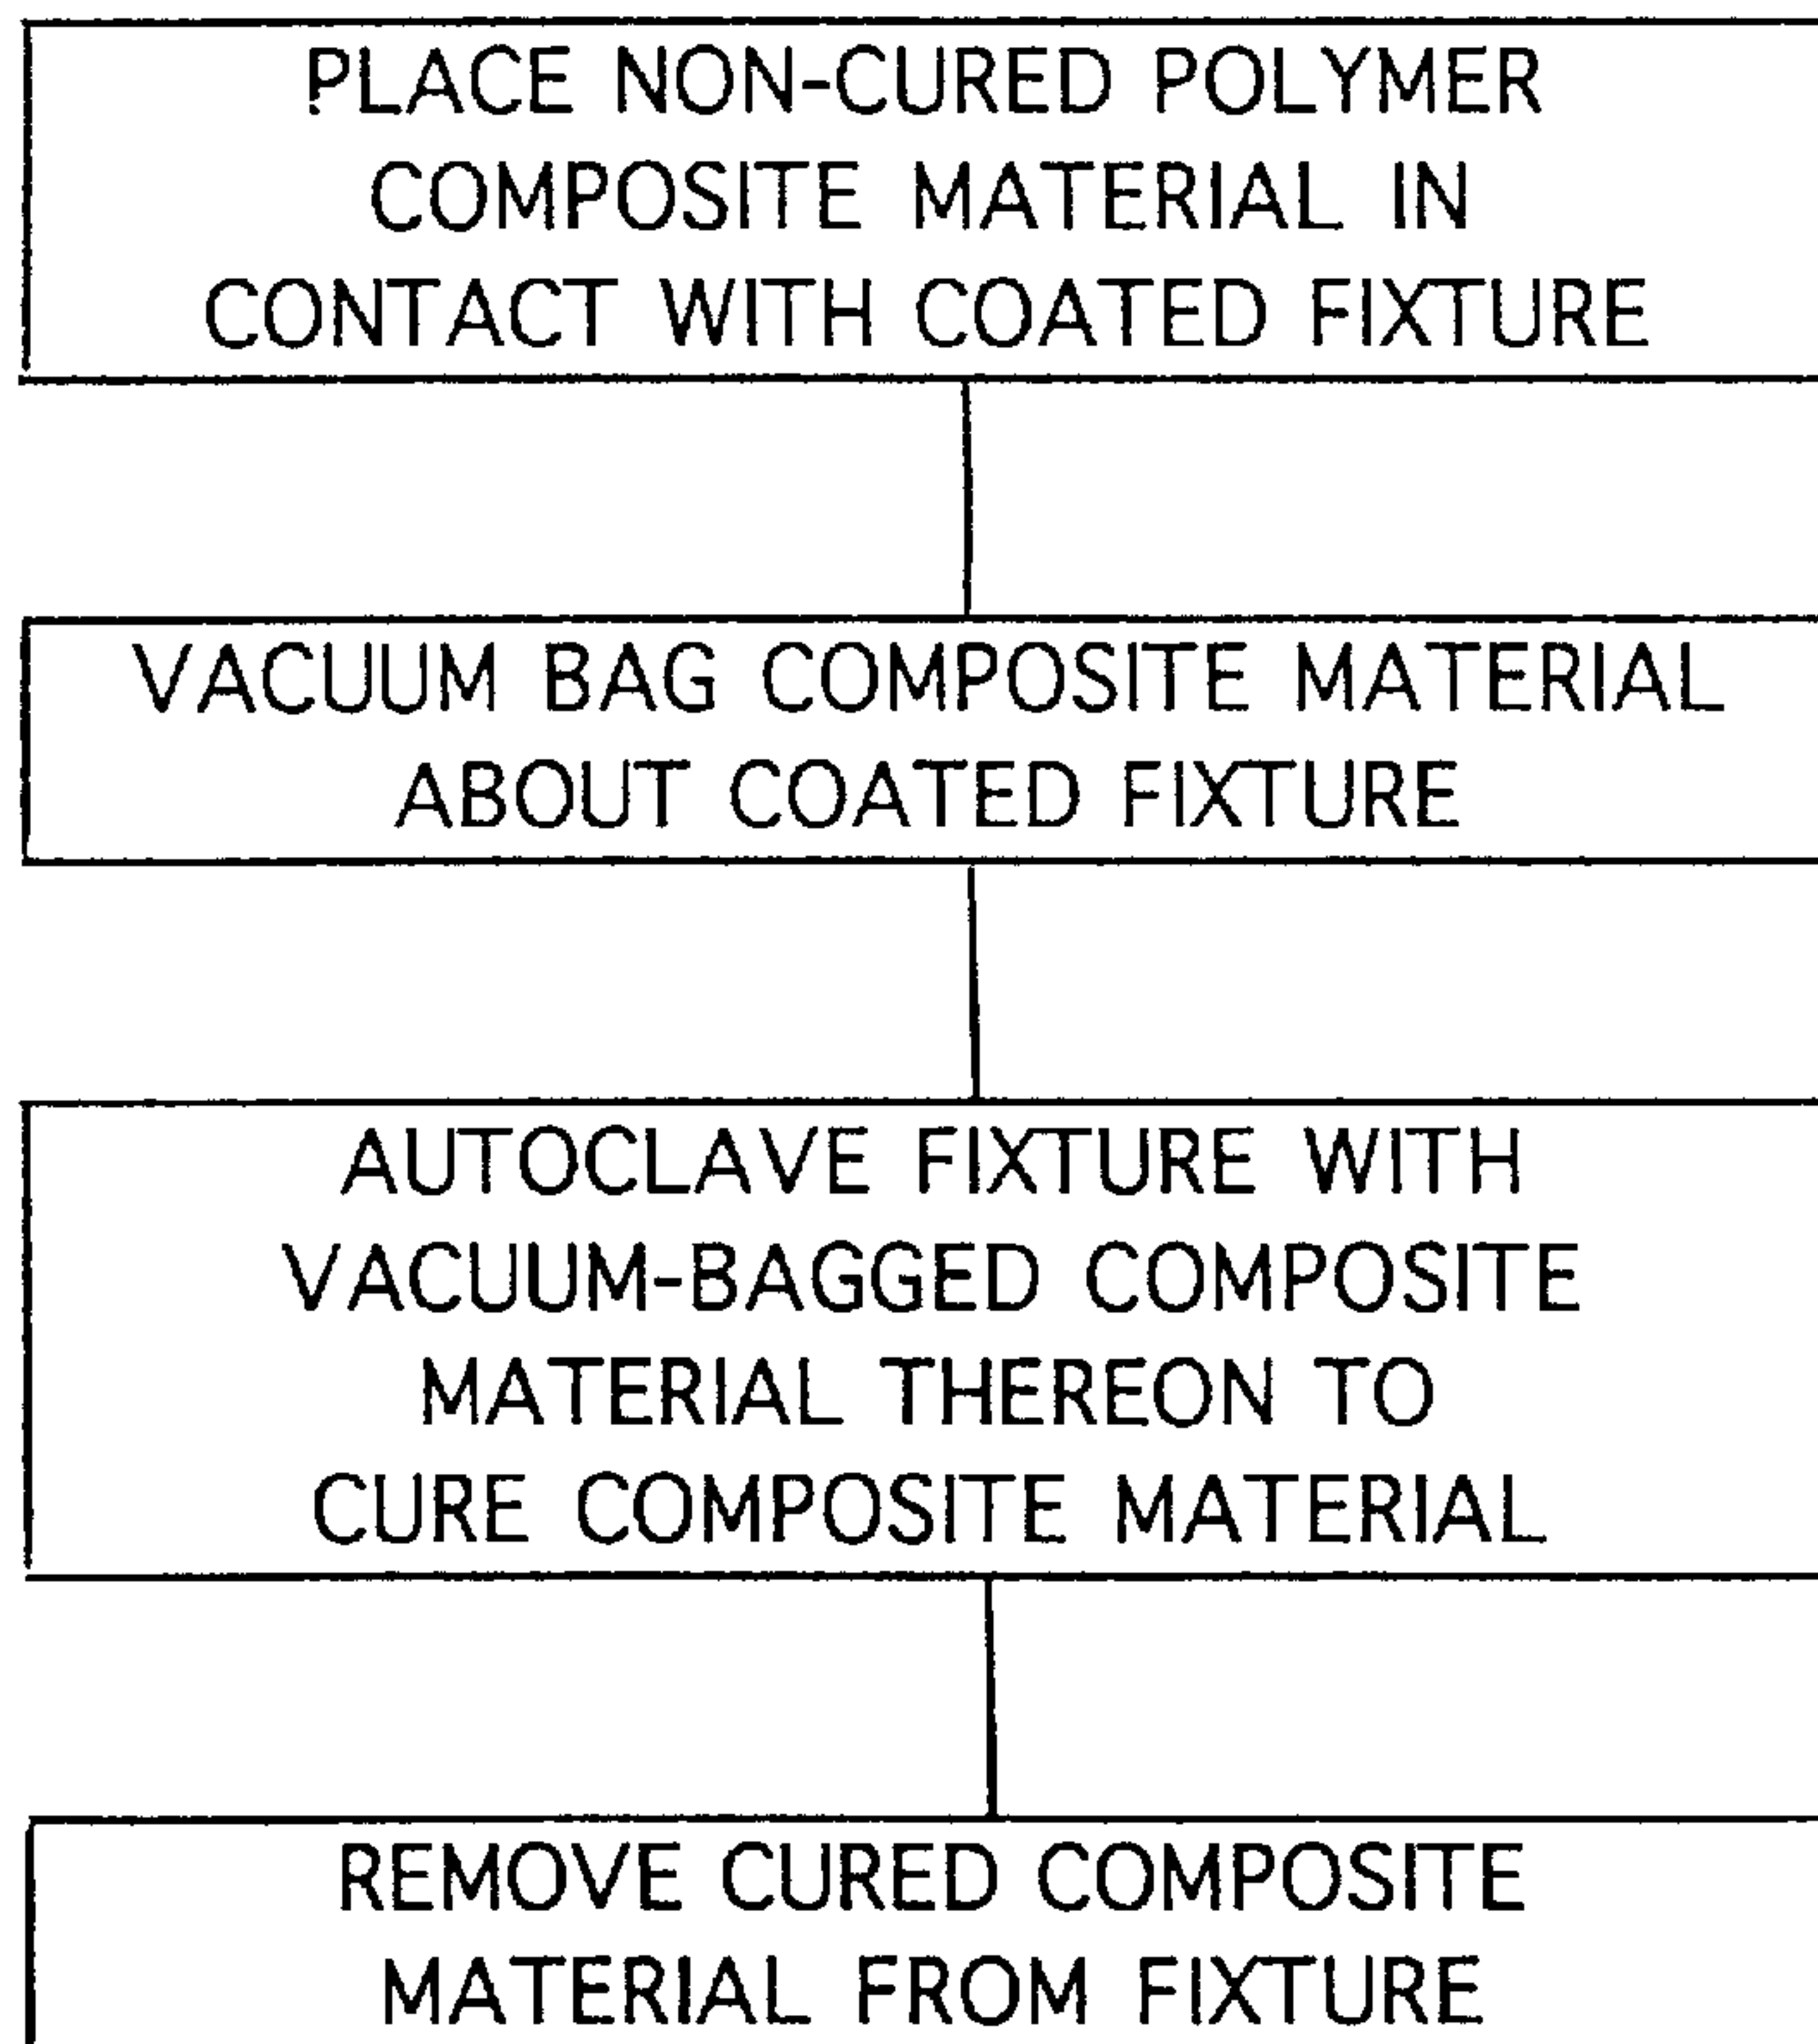 PLACE NON-CURED POLYMER
COMPOSITE MATERIAL IN
CONTACT WITH COATED FIXTURE
VACUUM BAG COMPOSITE MATERIAL
ABOUT COATED FIXTURE
AUTOCLAVE FIXTURE WITH
VACUUM-BAGGED COMPOSITE
MATERIAL THEREON TO
CURE COMPOSITE MATERIAL
REMOVE CURED COMPOSITE
MATERIAL FROM FIXTURE